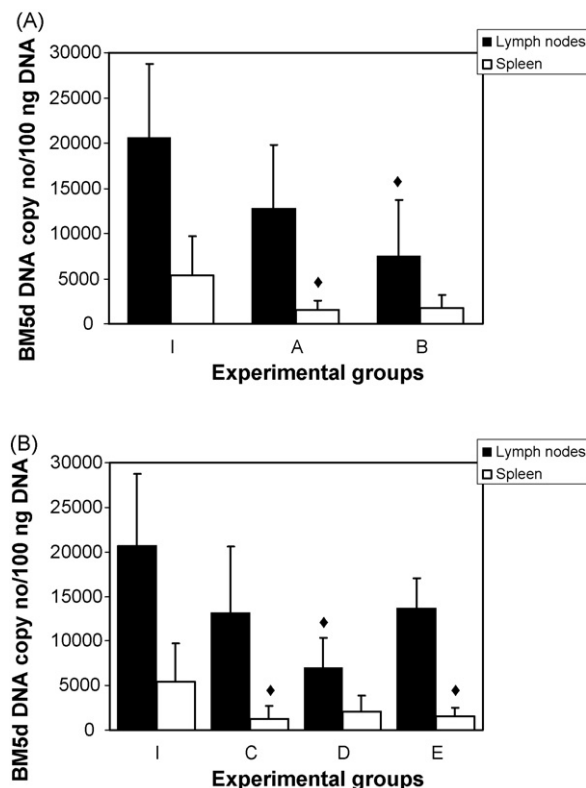 (A)
BM5d DNA copy no/100 ng DNA
30000
25000
20000
15000
10000
5000
0
Lymph nodes
Spleen
I A B
Experimental groups
(B)
BM5d DNA copy no/100 ng DNA
30000
25000
20000
15000
10000
5000
0
Lymph nodes
Spleen
I C D E
Experimental groups